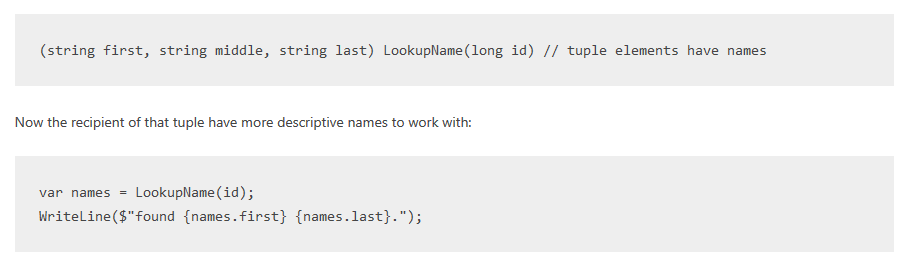 (string first, string middle, string last) LookupName(long id) // tuple elements have names
Now the recipient of that tuple have more descriptive names to work with:
var names = LookupName(id);
WriteLine($"found {names.first} {names.last}.");